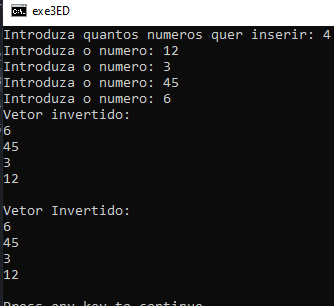 exe3ED
Introduza quantos numeros quer inserir: 4
Introduza o numero: 12
Introduza o numero: 3
Introduza o numero: 45
Introduza o numero: 6
Vetor invertido:
6
45
3
12
Vetor Invertido:
6
45
3
12
Press any key to continue